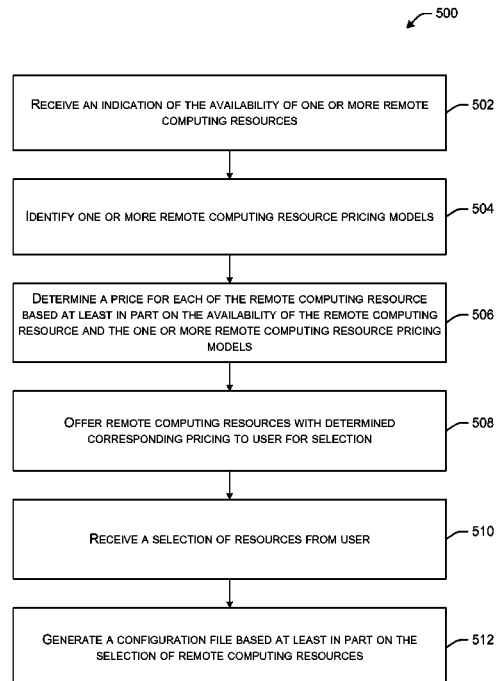 500
RECEIVE AN INDICATION OF THE AVAILABILITY OF ONE OR MORE REMOTE
COMPUTING RESOURCES
502
IDENTIFY ONE OR MORE REMOTE COMPUTING RESOURCE PRICING MODELS
504
DETERMINE A PRICE FOR EACH OF THE REMOTE COMPUTING RESOURCE
BASED AT LEAST IN PART ON THE AVAILABILITY OF THE REMOTE COMPUTING
RESOURCE AND THE ONE OR MORE REMOTE COMPUTING RESOURCE PRICING
MODELS
506
OFFER REMOTE COMPUTING RESOURCES WITH DETERMINED
CORRESPONDING PRICING TO USER FOR SELECTION
508
RECEIVE A SELECTION OF RESOURCES FROM USER
510
GENERATE A CONFIGURATION FILE BASED AT LEAST IN PART ON THE
SELECTION OF REMOTE COMPUTING RESOURCES
512